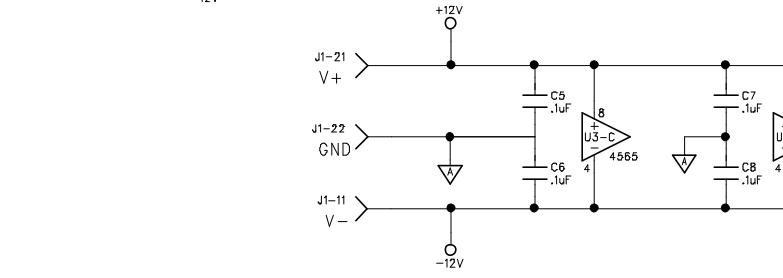 +12V
J1-21
V+
C5
.1uF
8
+
U3-C
−
4565
4
C7
.1uF
J1-22
GND
A
C6
.1uF
A
C8
.1uF
4
J1-11
V-
-12V